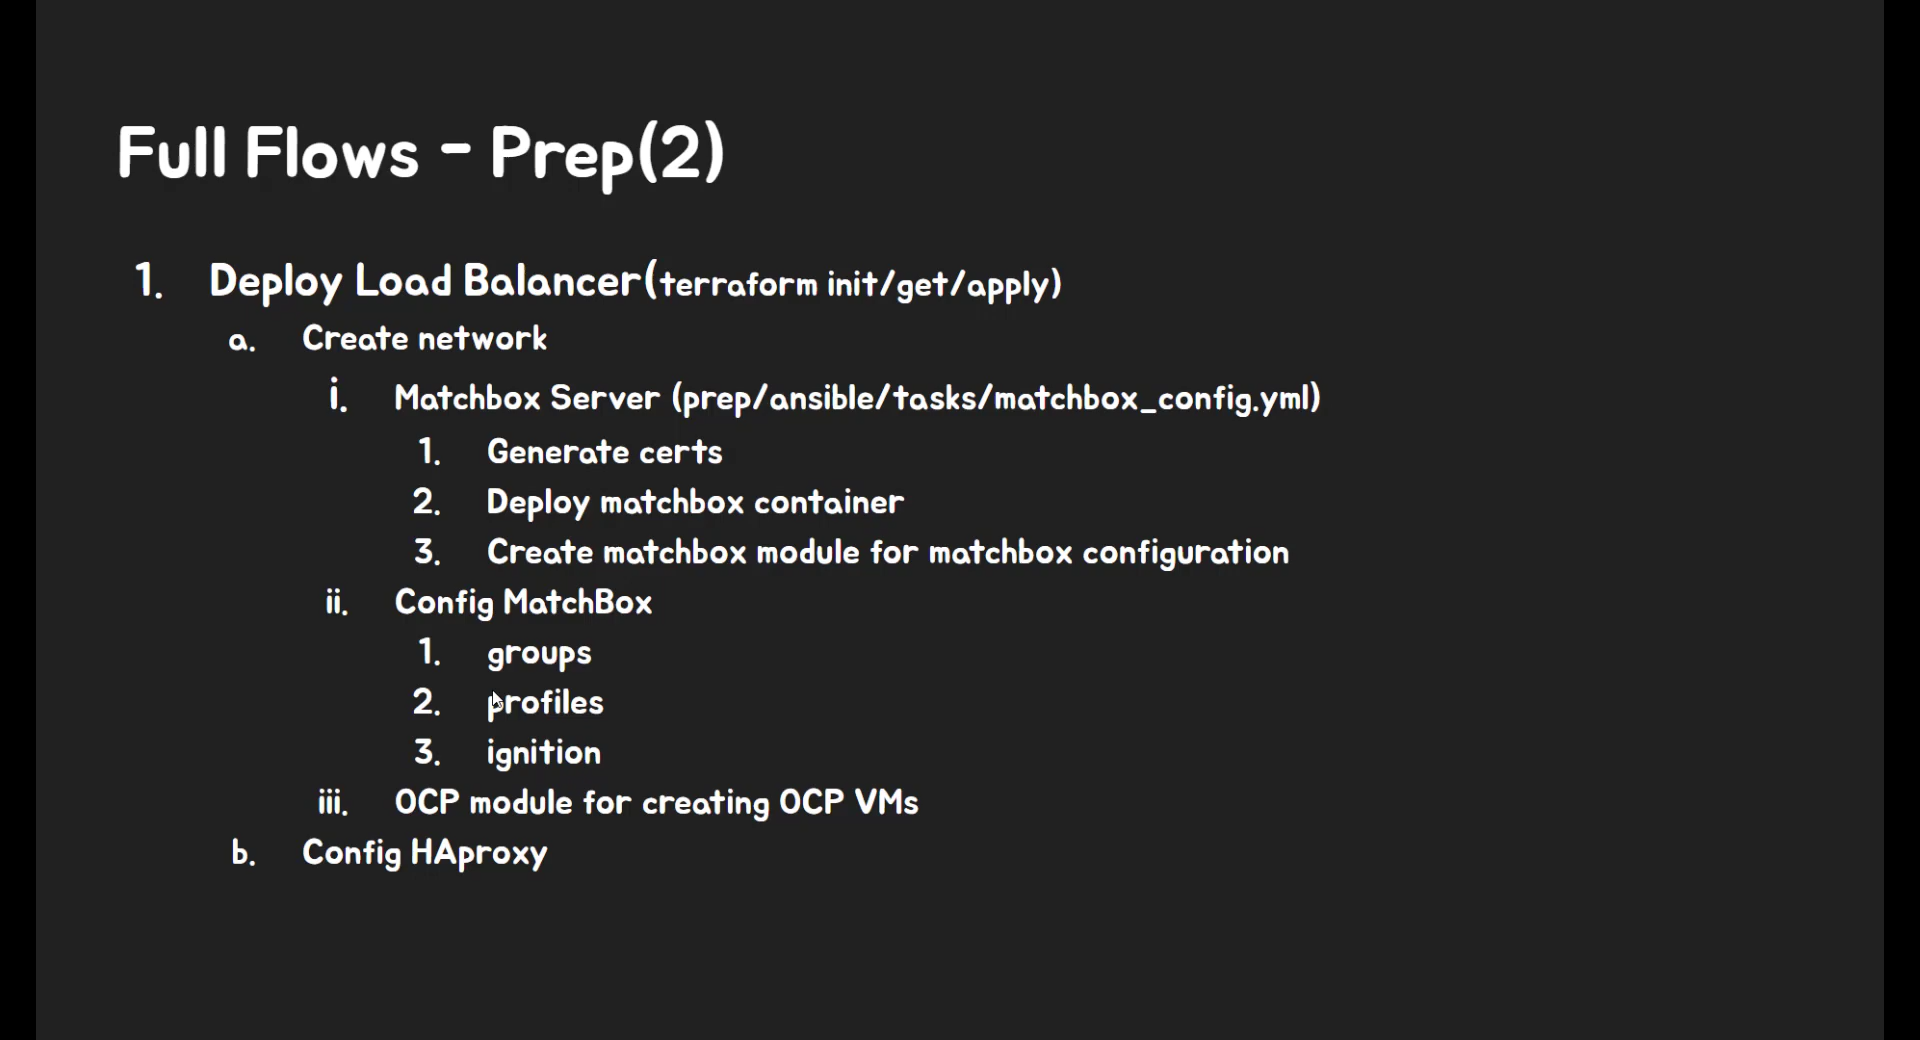 Full Flows - Prep(2)
1. Deploy Load Balancer(terraform init/get/apply)
a. Create network
i. Matchbox Server (prep/ansible/tasks/matchbox_config.yml)
1. Generate certs
2. Deploy matchbox container
3. Create matchbox module for matchbox configuration
ii. Config MatchBox
1. groups
2. profiles
3. ignition
iii. OCP module for creating OCP VMs
b. Config HAproxy